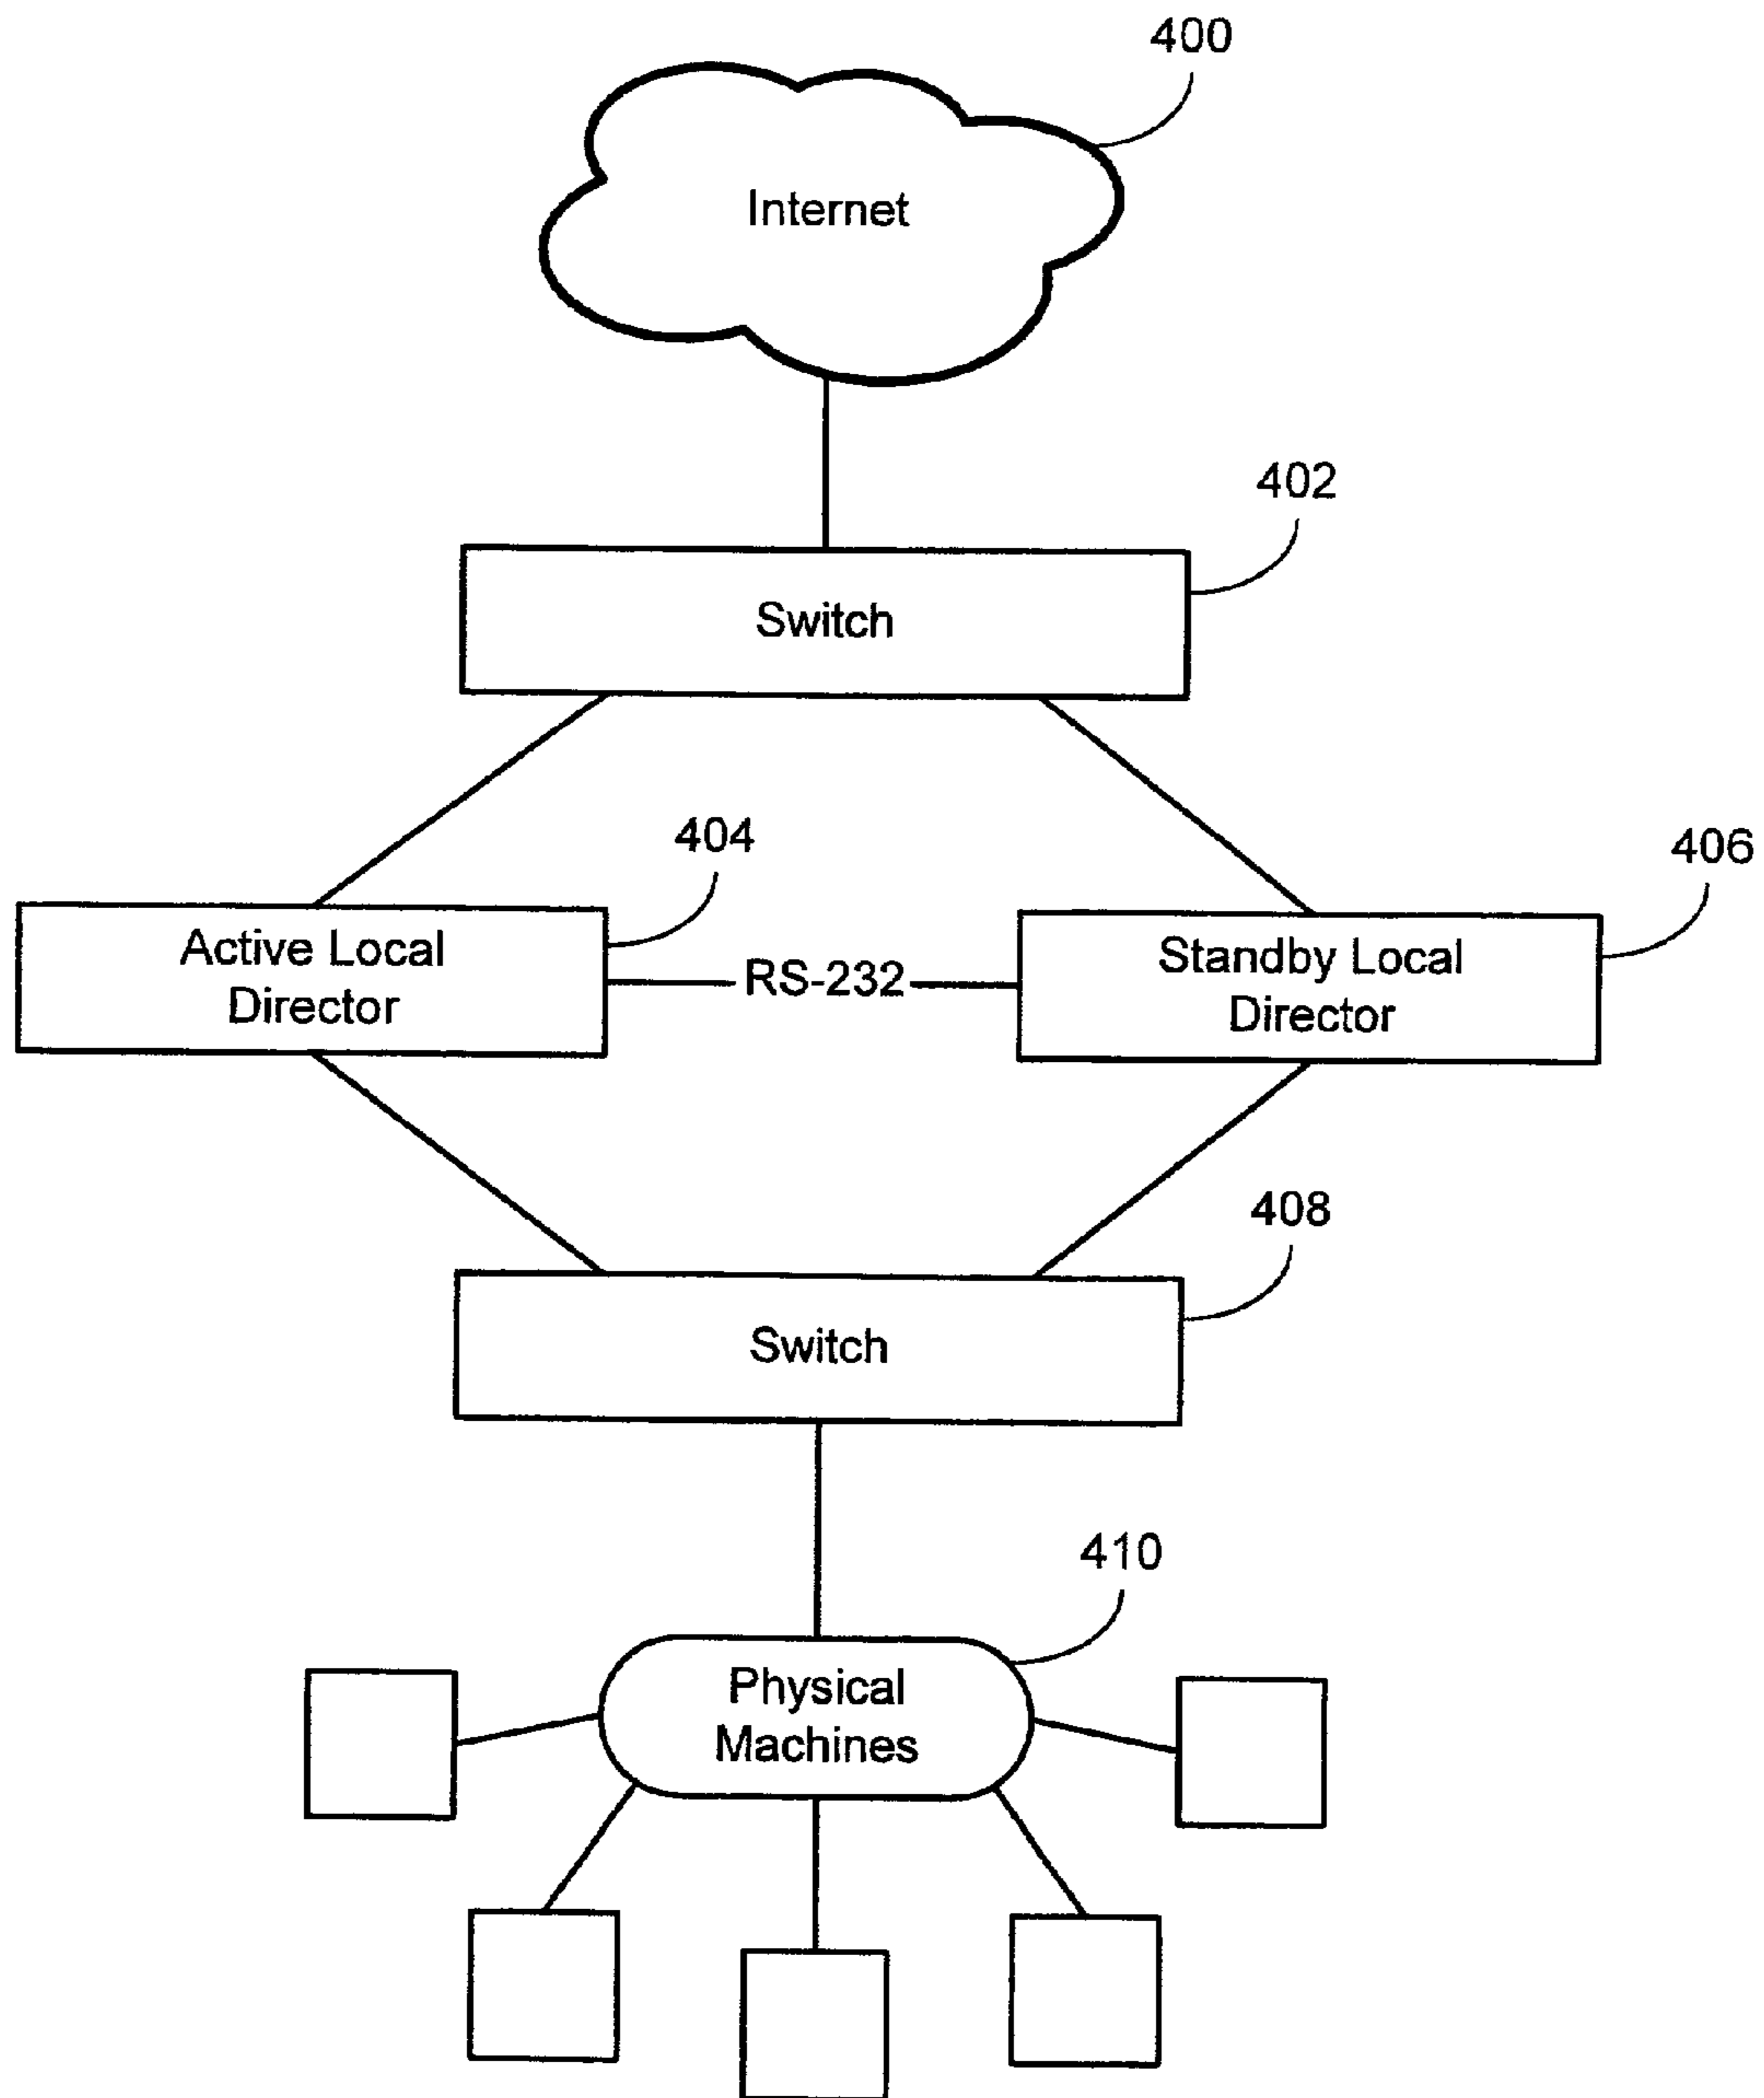 400
Internet
402
Switch
404
406
Active Local
Director
RS-232
Standby Local
Director
408
Switch
410
Physical
Machines